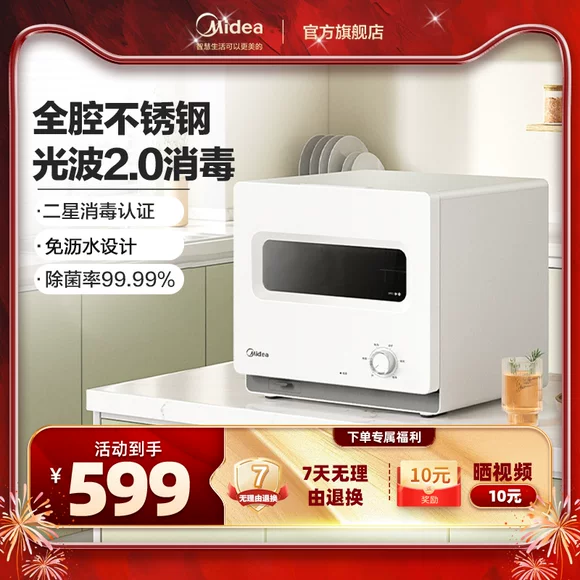 Midea
智慧生活可以更美的
官方旗舰店
全腔不锈钢
光波2.0消毒
二星消毒认证
免沥水设计
除菌率99.99%
Midea
下单专属福利
活动到手
¥599
7
无理由退换
7天无理
由退换
10元
奖励
晒视频
10元